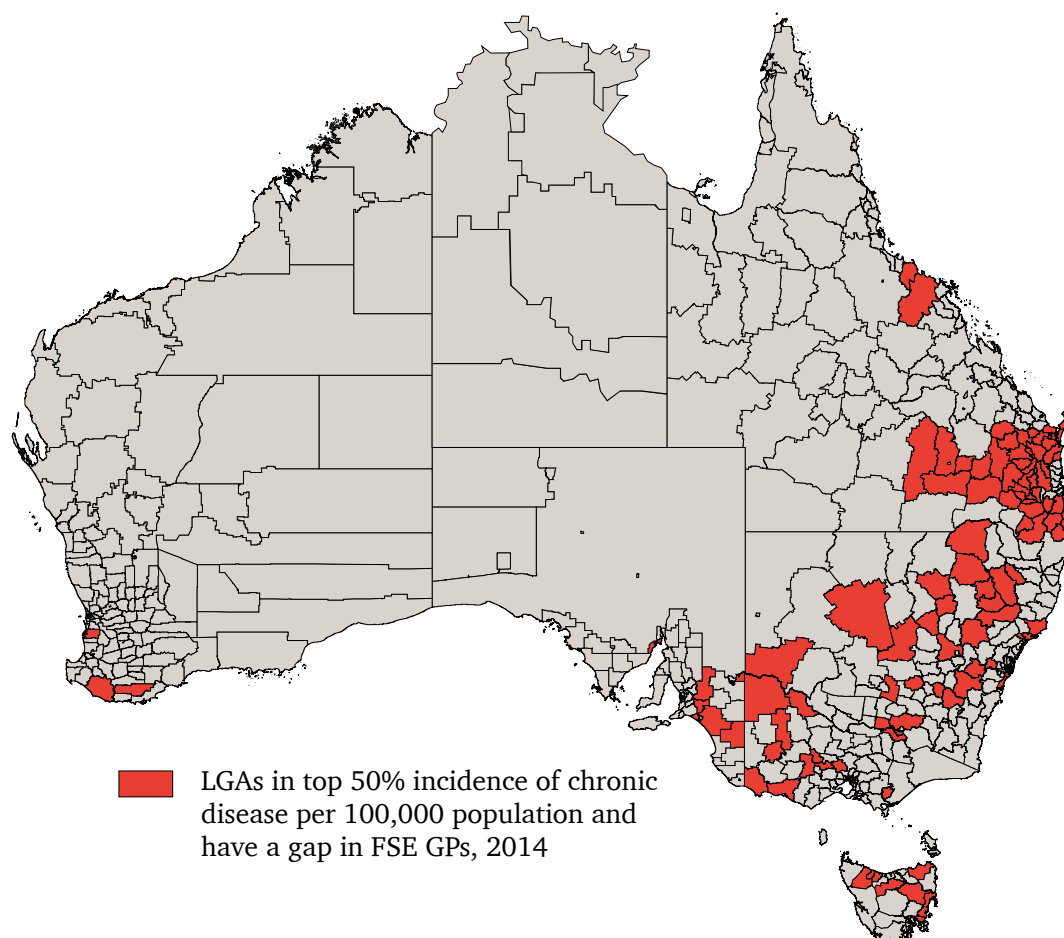 LGAs in top 50% incidence of chronic
disease per 100,000 population and
have a gap in FSE GPs, 2014